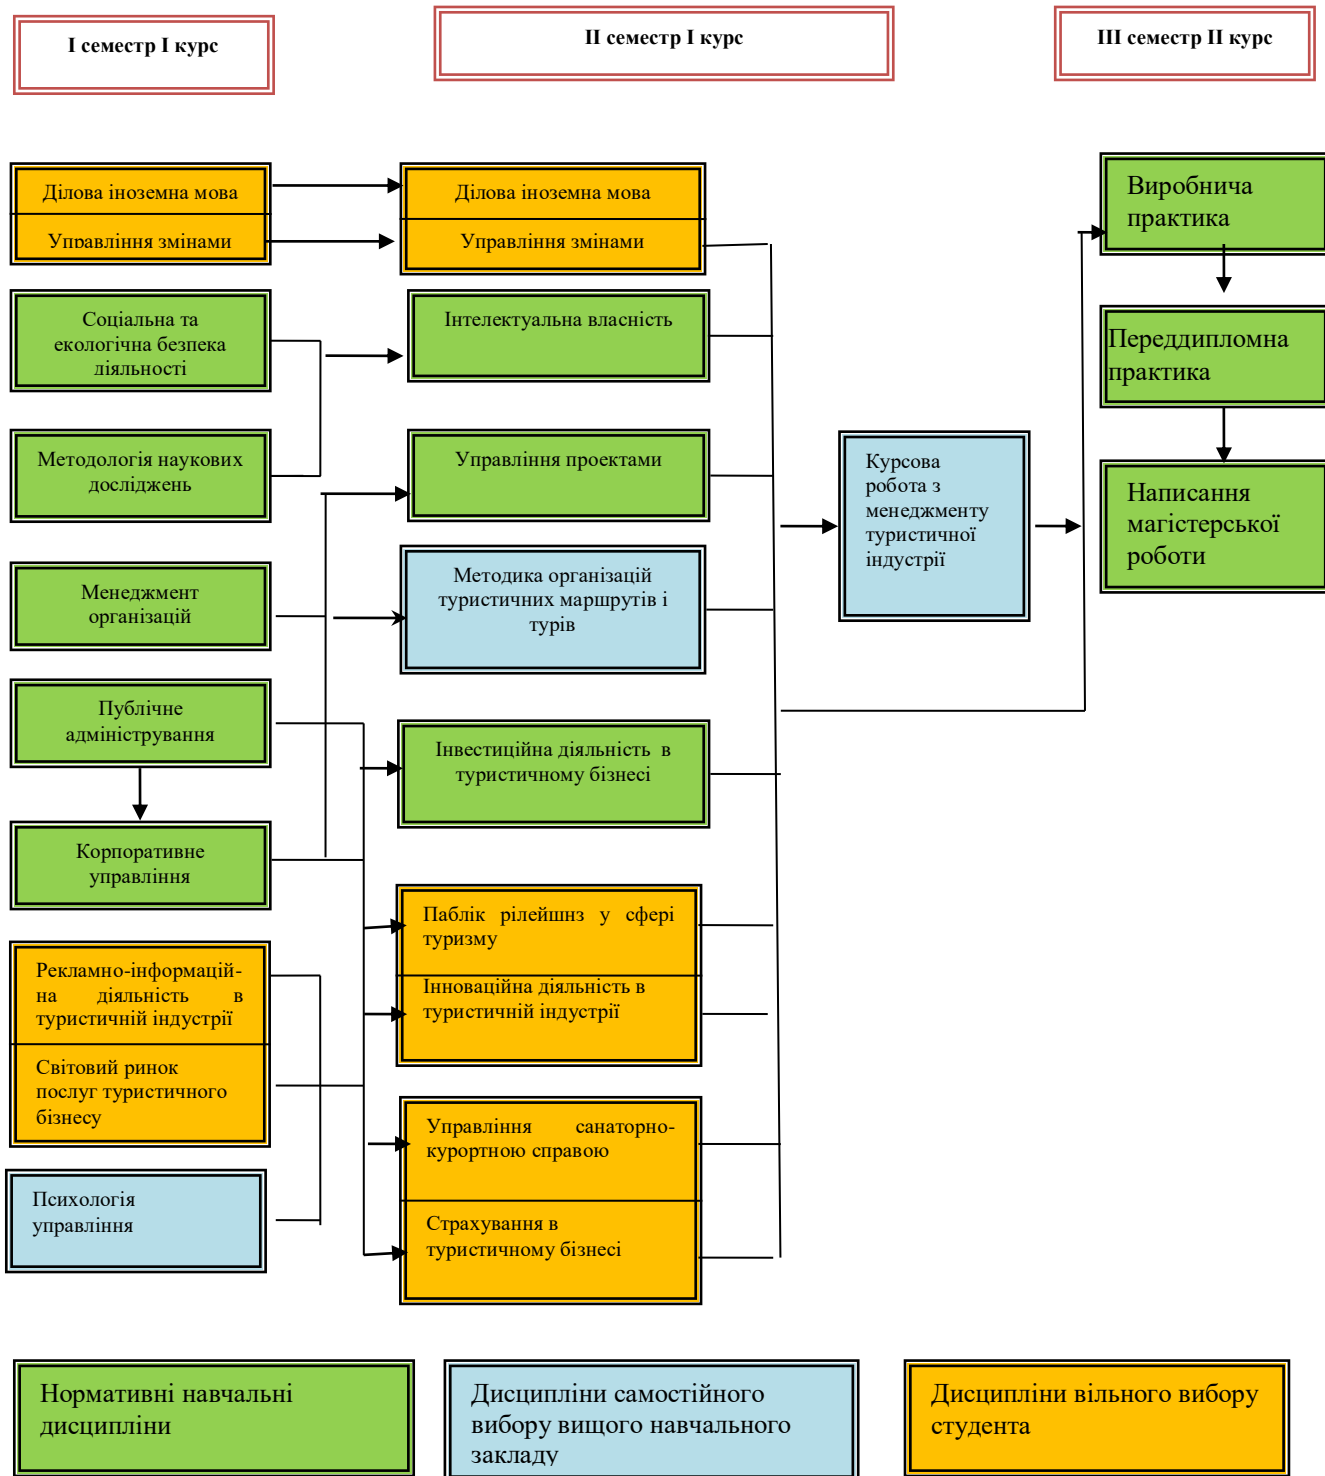 І семестр І курс
ІІ семестр І курс
ІІІ семестр ІІ курс
Ділова іноземна мова
Управління змінами
Соціальна та
екологічна безпека
діяльності
Методологія наукових
досліджень
Менеджмент
організацій
Публічне
адміністрування
Корпоративне
управління
Рекламно-інформацій-
на діяльність в
туристичній індустрії
Світовий ринок
послуг туристичного
бізнесу
Психологія
управління
Ділова іноземна мова
Управління змінами
Інтелектуальна власність
Управління проектами
Методика організацій
туристичних маршрутів і
турів
Інвестиційна діяльність в
туристичному бізнесі
Паблік рілейшнз у сфері
туризму
Інноваційна діяльність в
туристичній індустрії
Управління санаторно-
курортною справою
Страхування в
туристичному бізнесі
Курсова
робота з
менеджменту
туристичної
індустрії
Виробнича
практика
Переддипломна
практика
Написання
магістерської
роботи
Нормативні навчальні
дисципліни
Дисципліни самостійного
вибору вищого навчального
закладу
Дисципліни вільного вибору
студента